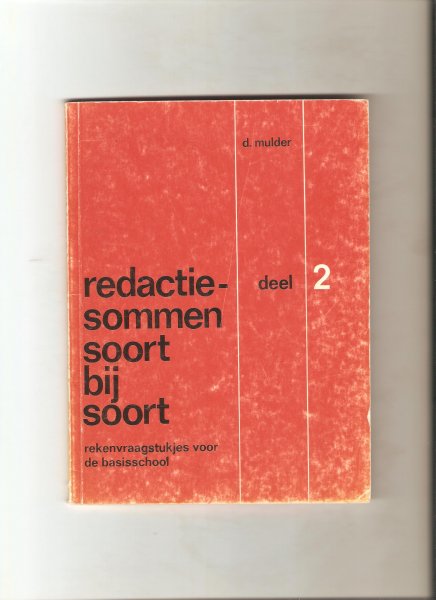 d. mulder
redactie-
sommen
soort
bij
soort
deel 2
rekenvraagstukjes voor
de basisschool